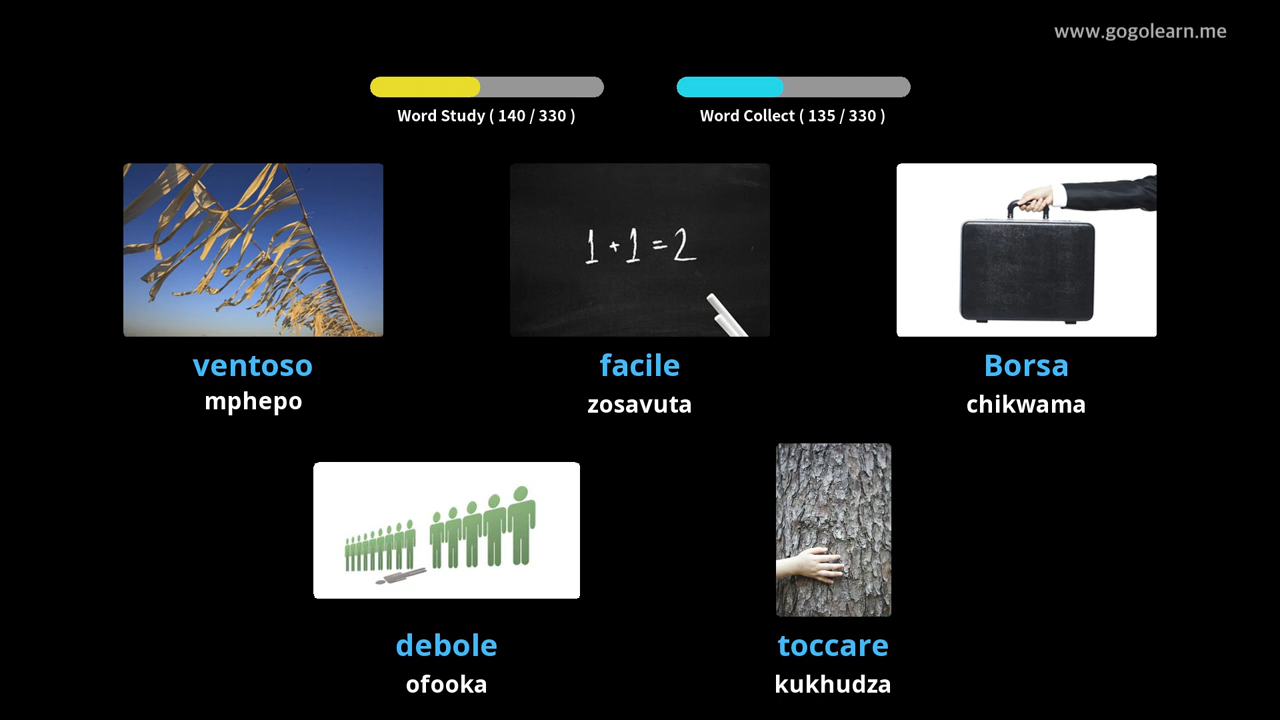 www.gogolearn.me
Word Study ( 140 / 330 )
Word Collect ( 135 / 330 )
1 + 1 = 2
ventoso
mphepo
facile
zosavuta
Borsa
chikwama
debole
ofooka
toccare
kukhudza